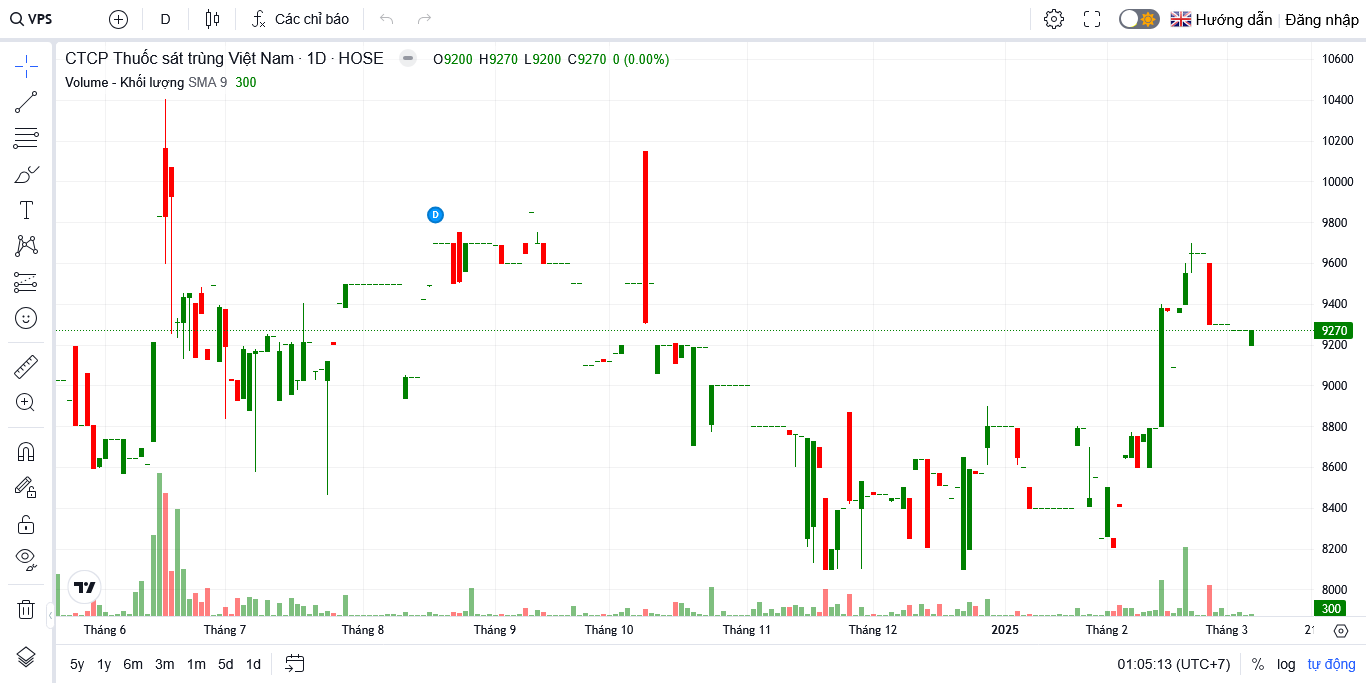 VPS D Các chỉ báo Hướng dẫn Đăng nhập
CTCP Thuốc sát trùng Việt Nam · 1D · HOSE O9200 H9270 L9200 C9270 0 (0.00%)
Volume - Khối lượng SMA 9 300
10600
10400
10200
10000
9800
D
9600
9400
9270
9200
9000
8800
8600
8400
8200
8000
300
Tháng 6 Tháng 7 Tháng 8 Tháng 9 Tháng 10 Tháng 11 Tháng 12 2025 Tháng 2 Tháng 3
5y 1y 6m 3m 1m 5d 1d 01:05:13 (UTC+7) % log tự động